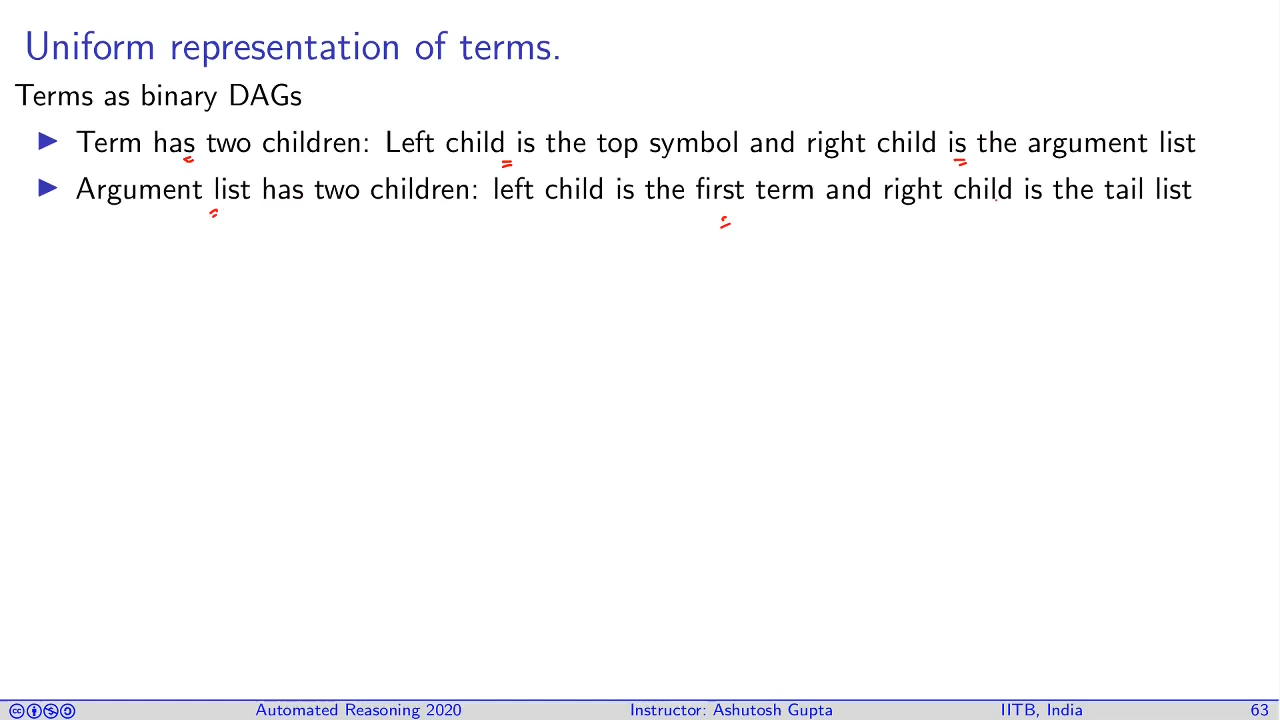 Uniform representation of terms.
Terms as binary DAGs
▶ Term has two children: Left child is the top symbol and right child is the argument list
▶ Argument list has two children: left child is the first term and right child is the tail list
Automated Reasoning 2020 Instructor: Ashutosh Gupta IITB, India 63